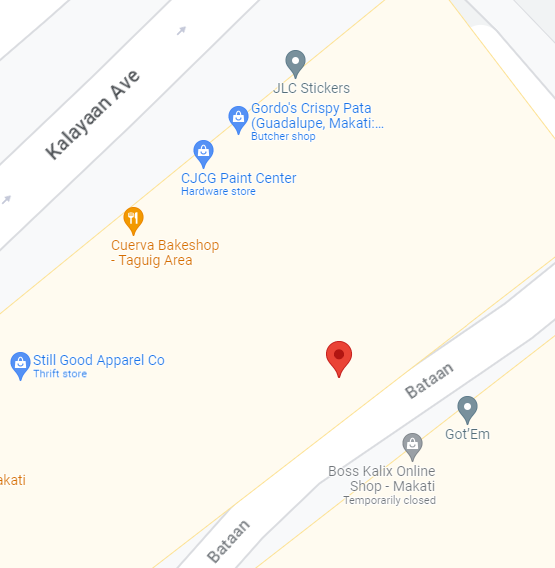 Kalayaan Ave
JLC Stickers
Gordo's Crispy Pata
(Guadalupe, Makati:...
Butcher shop
CJCG Paint Center
Hardware store
Cuerva Bakeshop
- Taguig Area
Still Good Apparel Co
Thrift store
Bataan
Got'Em
Boss Kalix Online
Shop - Makati
Temporarily closed
akati
Bataan